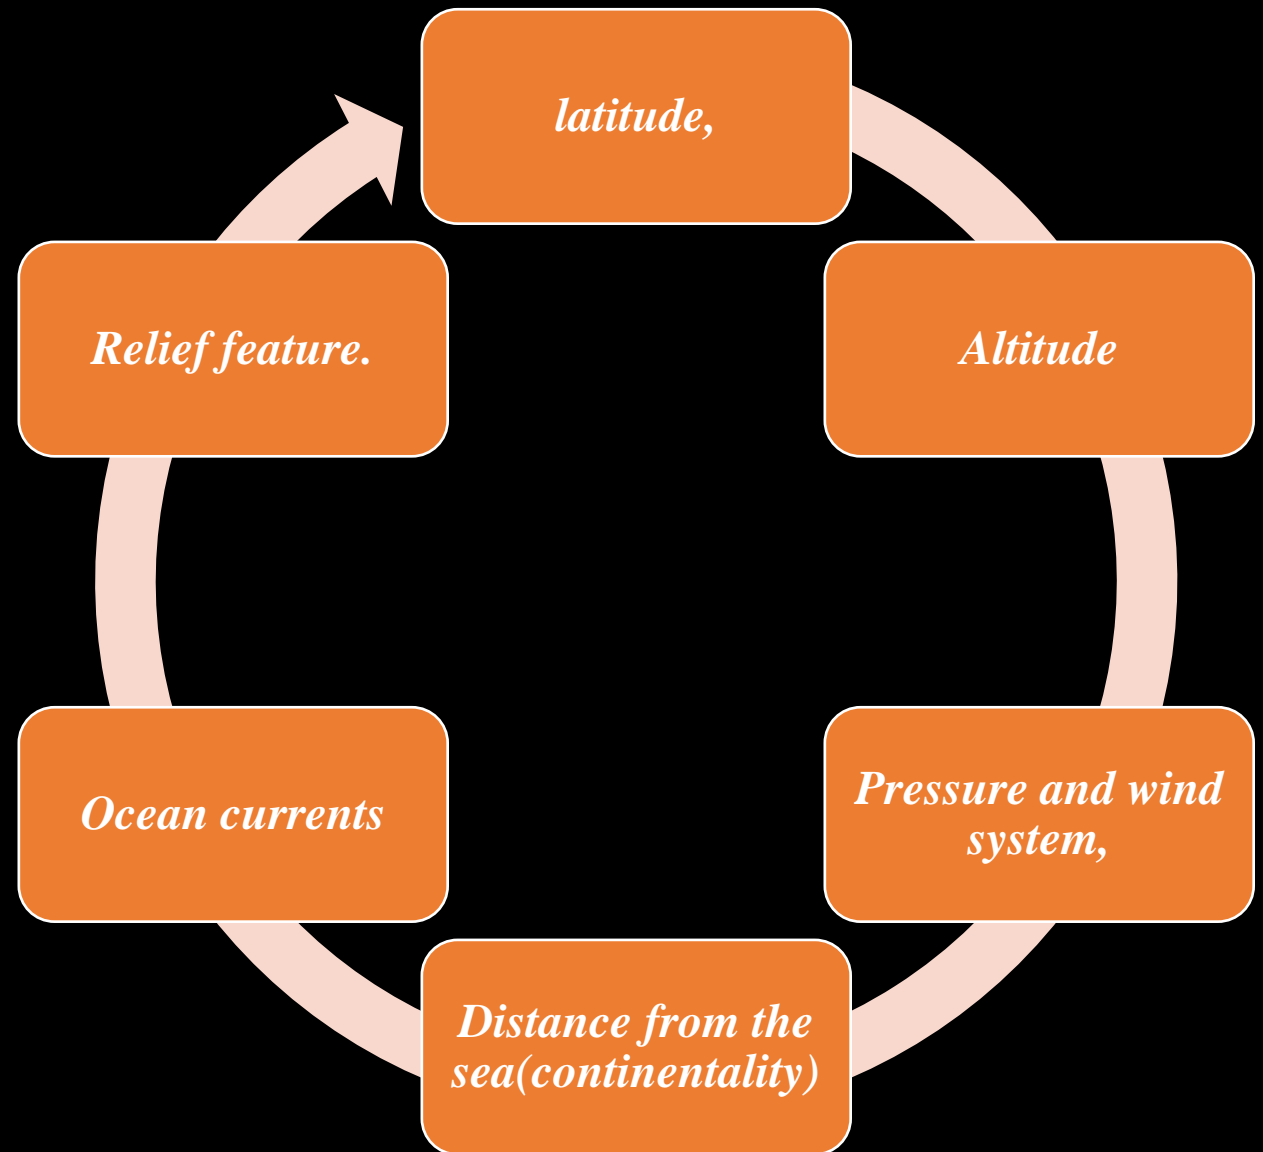 latitude,
Altitude
Pressure and wind
system,
Distance from the
sea(continentality)
Ocean currents
Relief feature.